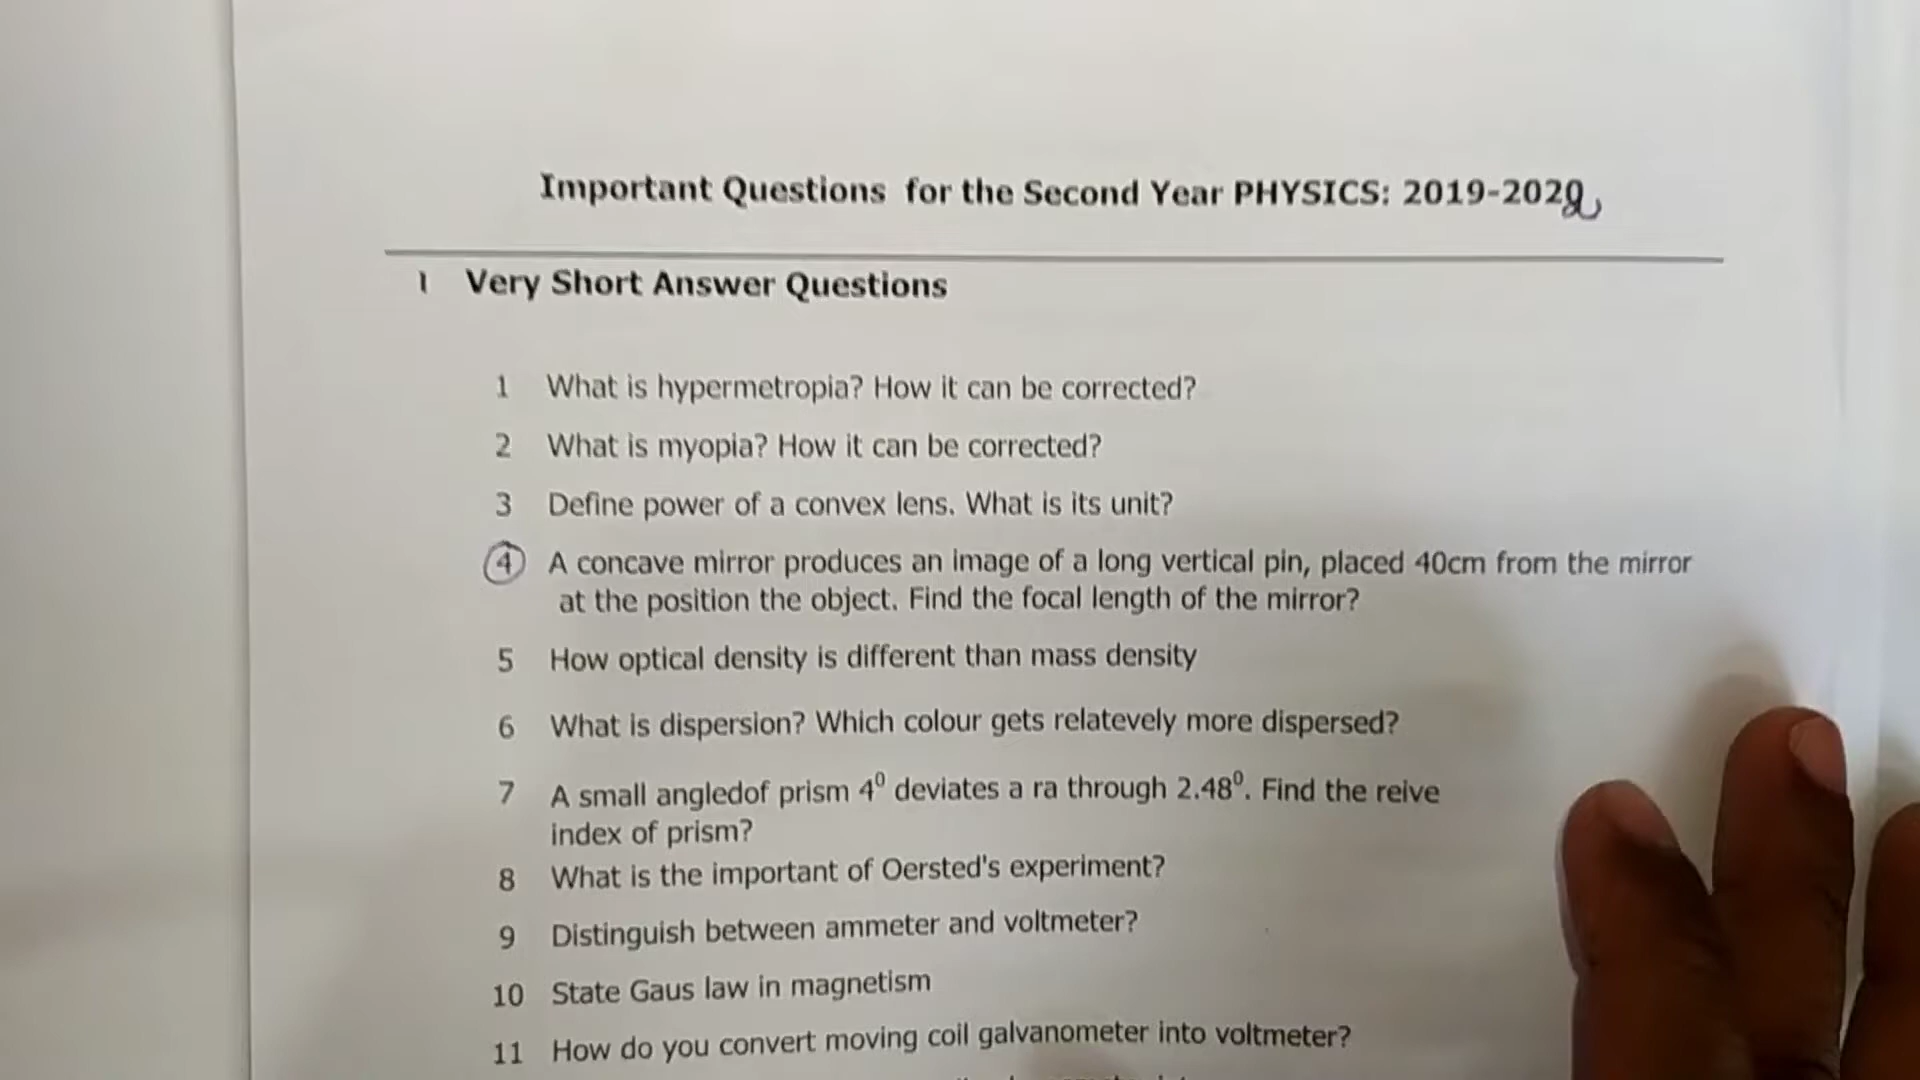 Important Questions for the Second Year PHYSICS: 2019-2020
1 Very Short Answer Questions
1 What is hypermetropia? How it can be corrected?
2 What is myopia? How it can be corrected?
3 Define power of a convex lens. What is its unit?
4 A concave mirror produces an image of a long vertical pin, placed 40cm from the mirror
at the position the object. Find the focal length of the mirror?
5 How optical density is different than mass density
6 What is dispersion? Which colour gets relatevely more dispersed?
7 A small angledof prism 4⁰ deviates a ra through 2.48⁰. Find the reive
index of prism?
8 What is the important of Oersted's experiment?
9 Distinguish between ammeter and voltmeter?
10 State Gaus law in magnetism
11 How do you convert moving coil galvanometer into voltmeter?